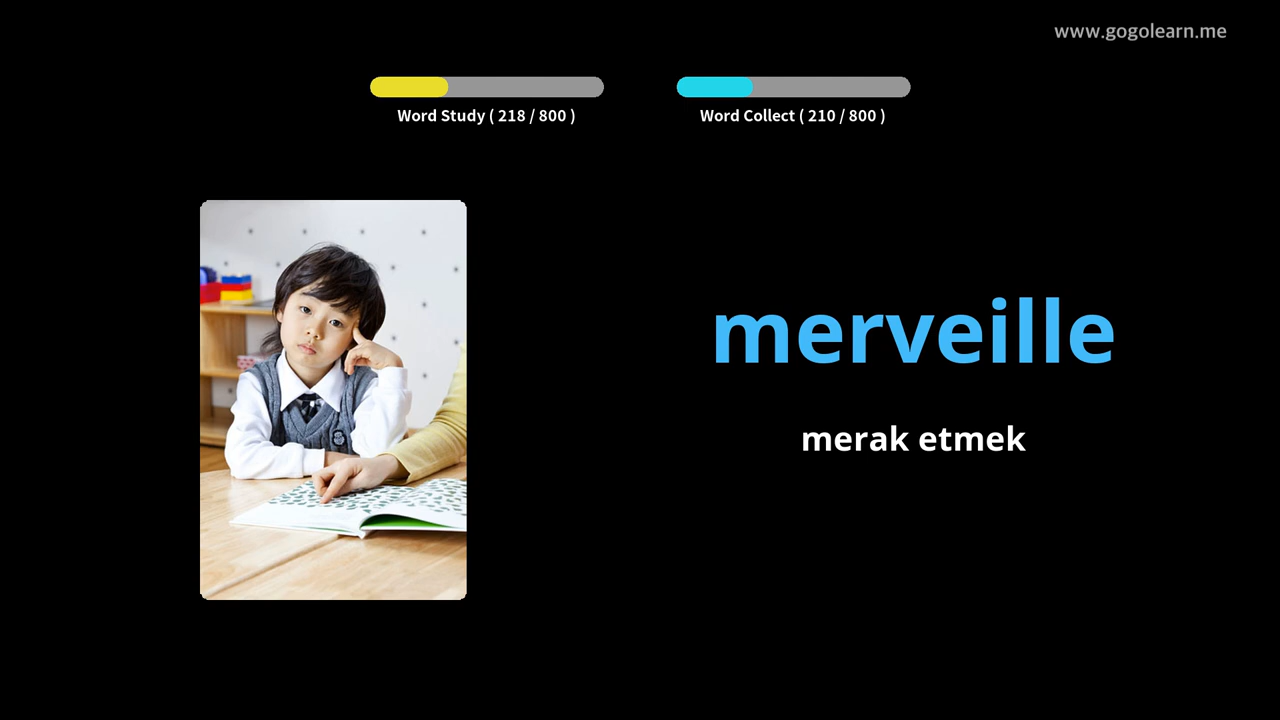 www.gogolearn.me
Word Study ( 218 / 800 )
Word Collect ( 210 / 800 )
merveille
merak etmek